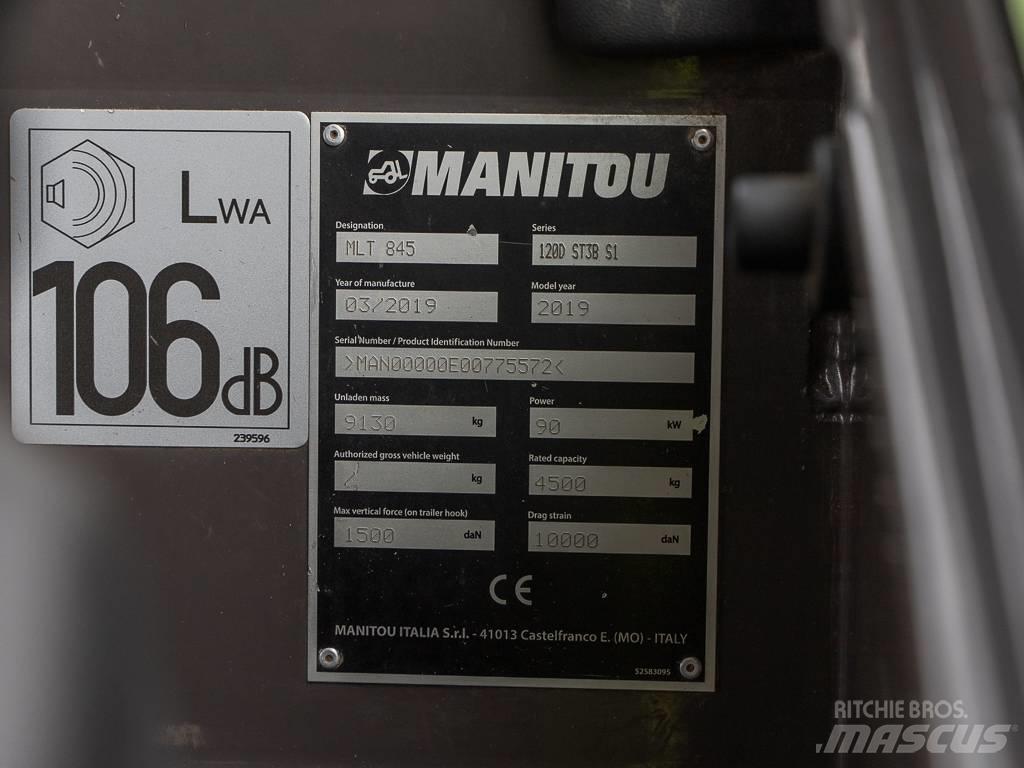 LWA
106 dB
239596
MANITOU
Designation
MLT 845
Series
120D ST3B S1
Year of manufacture
03/2019
Model year
2019
Serial Number / Product Identification Number
>MAN00000E00775572<
Unladen mass
9130 kg
Power
90 kW
Authorized gross vehicle weight
/ kg
Rated capacity
4500 kg
Max vertical force (on trailer hook)
1500 daN
Drag strain
10000 daN
CE
MANITOU ITALIA S.r.l. - 41013 Castelfranco E. (MO) - ITALY
52583095
RITCHIE BROS.
MASCUS